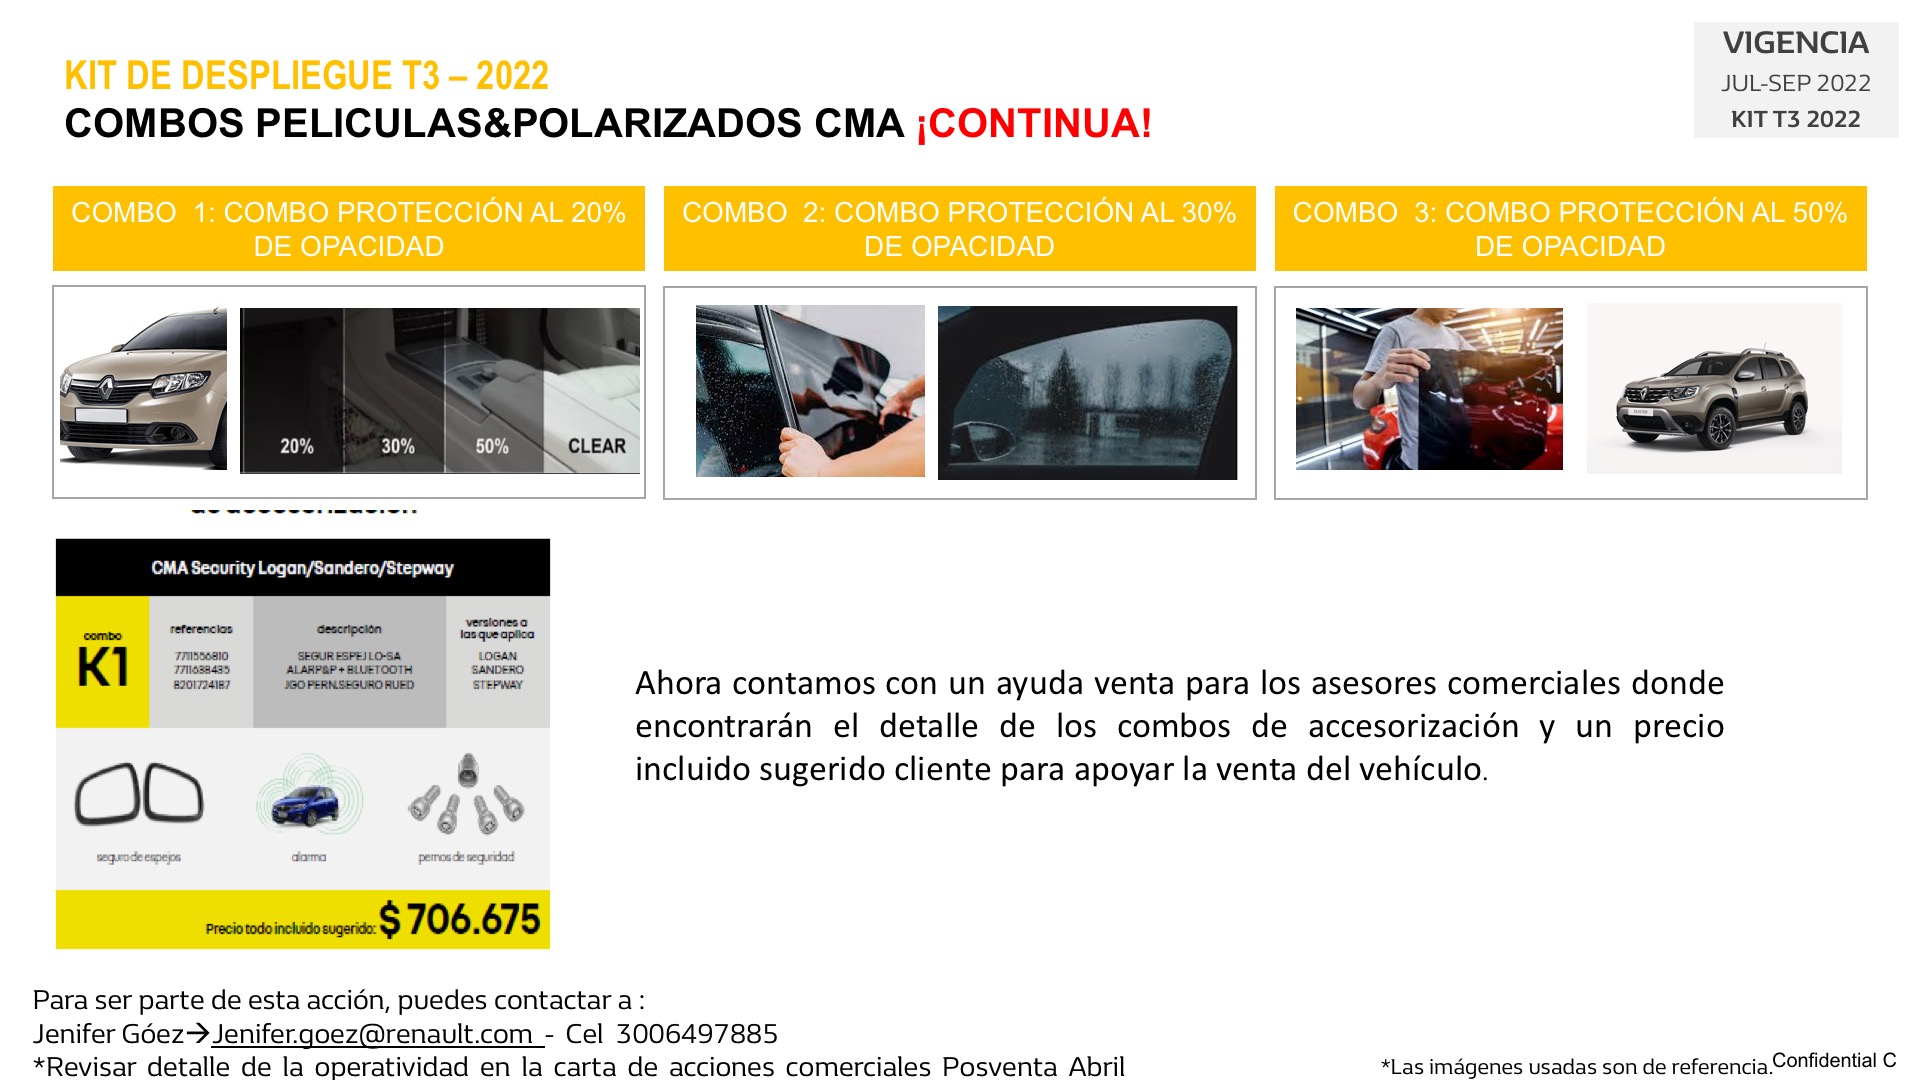 KIT DE DESPLIEGUE T3 – 2022
COMBOS PELICULAS&POLARIZADOS CMA ¡CONTINUA!
VIGENCIA
JUL-SEP 2022
KIT T3 2022
COMBO 1: COMBO PROTECCIÓN AL 20%
DE OPACIDAD
COMBO 2: COMBO PROTECCIÓN AL 30%
DE OPACIDAD
COMBO 3: COMBO PROTECCIÓN AL 50%
DE OPACIDAD
20% 30% 50% CLEAR
CMA Security Logan/Sandero/Stepway
combo
K1
referencias
7711556810
7711638435
8201724187
descripción
SEGUR ESPEJ LO-SA
ALARP&P + BLUETOOTH
JGO PERN.SEGURO RUED
versiones a
las que aplica
LOGAN
SANDERO
STEPWAY
seguro de espejos
alarma
pernos de seguridad
Precio todo incluido sugerido: $ 706.675
Ahora contamos con un ayuda venta para los asesores comerciales donde
encontrarán el detalle de los combos de accesorización y un precio
incluido sugerido cliente para apoyar la venta del vehículo.
Para ser parte de esta acción, puedes contactar a :
Jenifer Góez→Jenifer.goez@renault.com - Cel 3006497885
*Revisar detalle de la operatividad en la carta de acciones comerciales Posventa Abril
*Las imágenes usadas son de referencia.
Confidential C